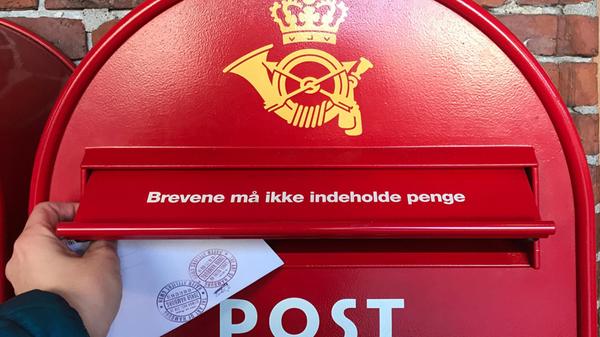 Brevene må ikke indeholde penge
POST